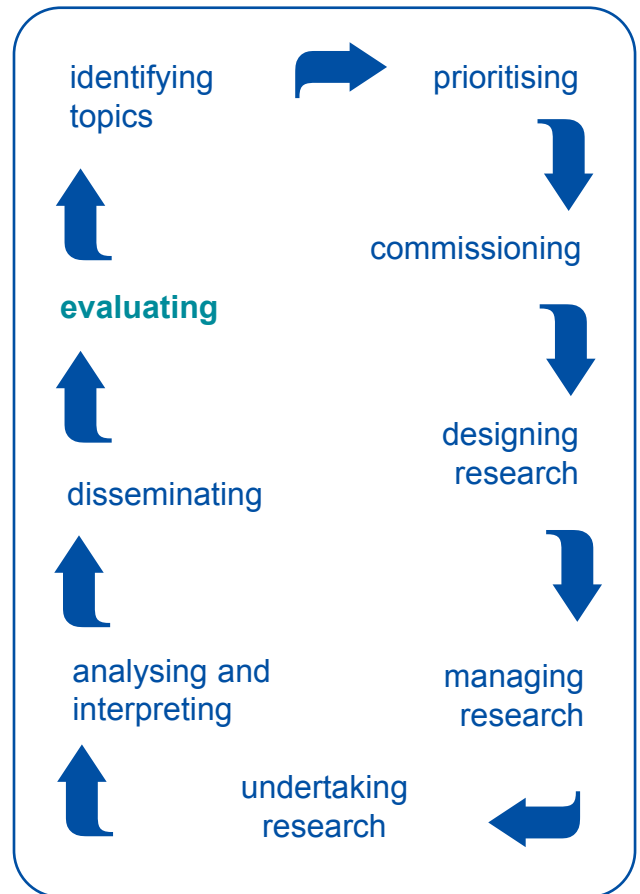 identifying
topics
prioritising
commissioning
designing
research
managing
research
undertaking
research
analysing and
interpreting
disseminating
evaluating